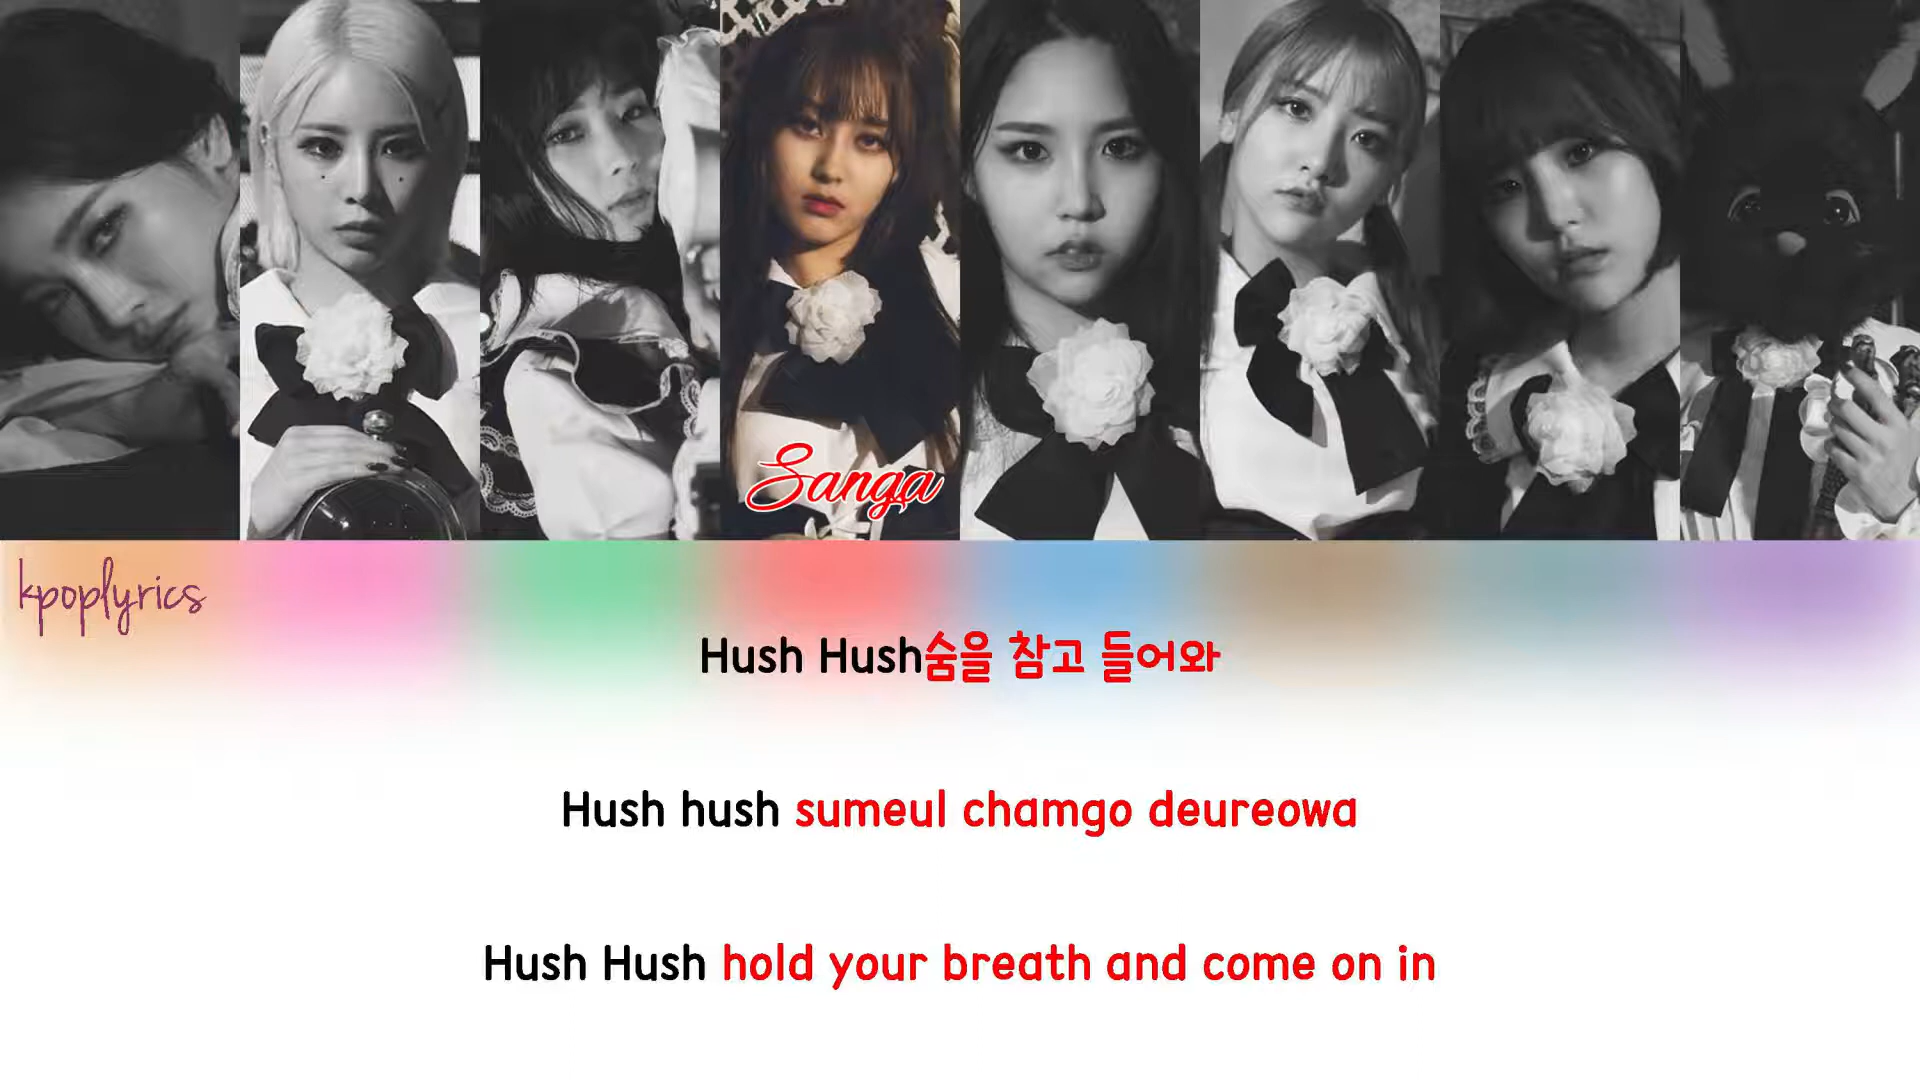 Sanga
kpoplyrics
Hush Hush숨을 참고 들어와
Hush hush sumeul chamgo deureowa
Hush Hush hold your breath and come on in